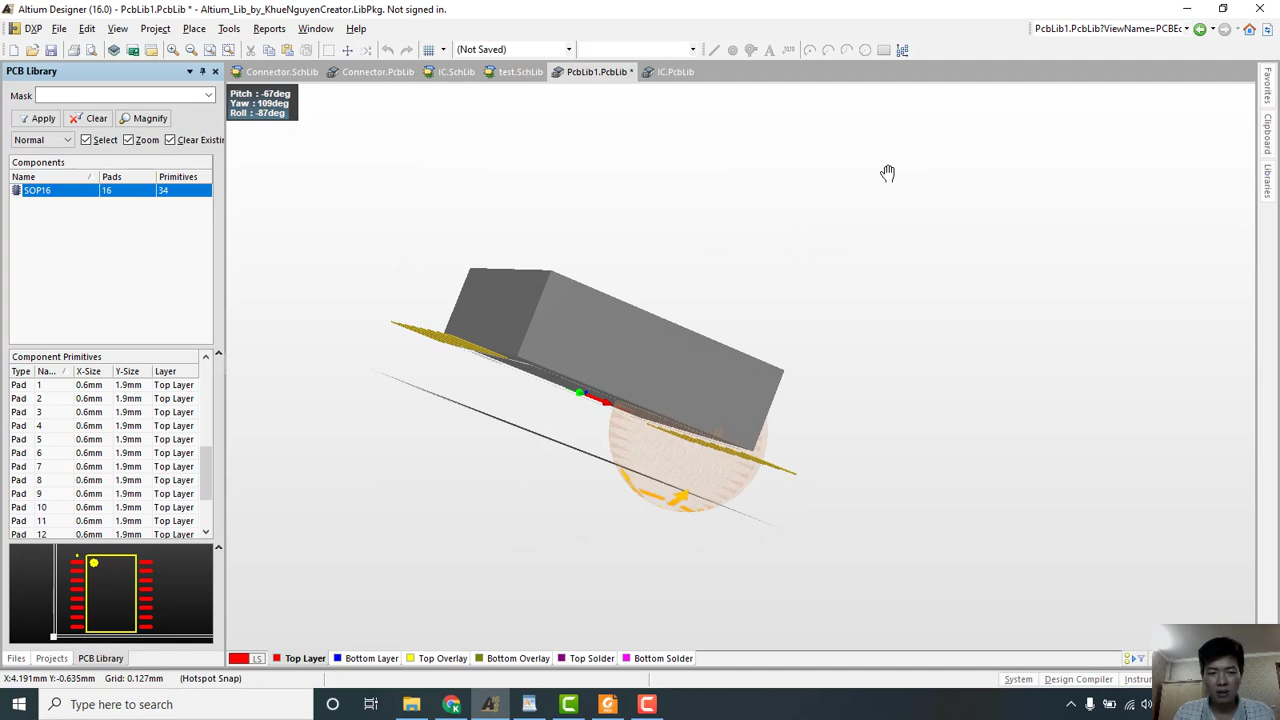 Altium Designer (16.0) - PcbLib1.PcbLib * - Altium_Lib_by_KhueNguyenCreator.LibPkg. Not signed in.
DXP File Edit View Project Place Tools Reports Window Help PcbLib1.PcbLib?ViewName=PCBEc
(Not Saved)
PCB Library Connector.SchLib Connector.PcbLib IC.SchLib test.SchLib PcbLib1.PcbLib * IC.PcbLib
Mask
Apply Clear Magnify
Normal Select Zoom Clear Existin
Components
Name Pads Primitives
SOP16 16 34
Component Primitives
Type Na... X-Size Y-Size Layer
Pad 1 0.6mm 1.9mm Top Layer
Pad 2 0.6mm 1.9mm Top Layer
Pad 3 0.6mm 1.9mm Top Layer
Pad 4 0.6mm 1.9mm Top Layer
Pad 5 0.6mm 1.9mm Top Layer
Pad 6 0.6mm 1.9mm Top Layer
Pad 7 0.6mm 1.9mm Top Layer
Pad 8 0.6mm 1.9mm Top Layer
Pad 9 0.6mm 1.9mm Top Layer
Pad 10 0.6mm 1.9mm Top Layer
Pad 11 0.6mm 1.9mm Top Layer
Pad 12 0.6mm 1.9mm Top Layer
Pitch : -67deg
Yaw : 109deg
Roll : -87deg
Favorites
Clipboard
Libraries
Files Projects PCB Library LS Top Layer Bottom Layer Top Overlay Bottom Overlay Top Solder Bottom Solder
X:4.191mm Y:-0.635mm Grid: 0.127mm (Hotspot Snap) System Design Compiler Instrum
Type here to search